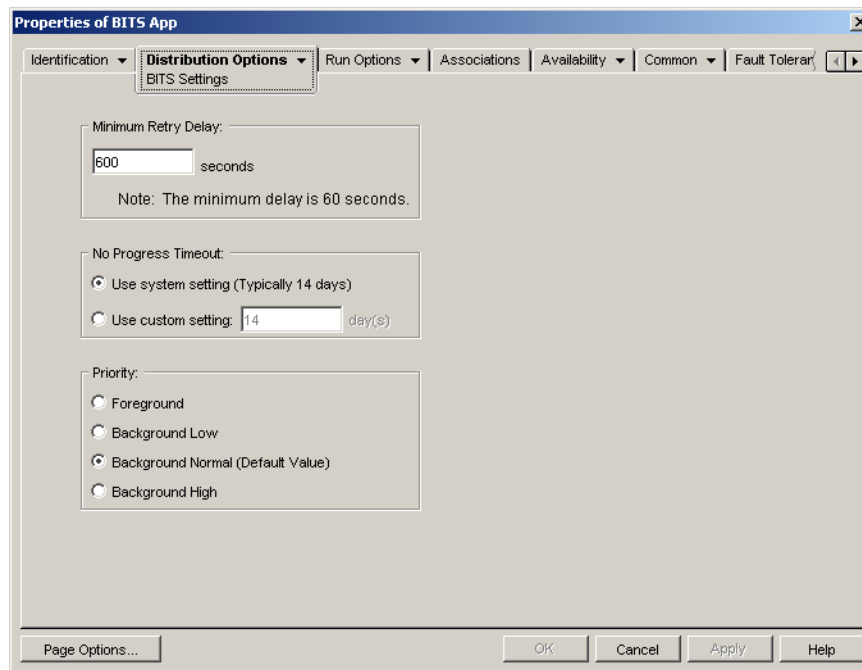 Properties of BITS App
Identification Distribution Options Run Options Associations Availability Common Fault Toleran
BITS Settings
Minimum Retry Delay:
600 seconds
Note: The minimum delay is 60 seconds.
No Progress Timeout:
Use system setting (Typically 14 days)
Use custom setting: 14 day(s)
Priority:
Foreground
Background Low
Background Normal (Default Value)
Background High
Page Options... OK Cancel Apply Help